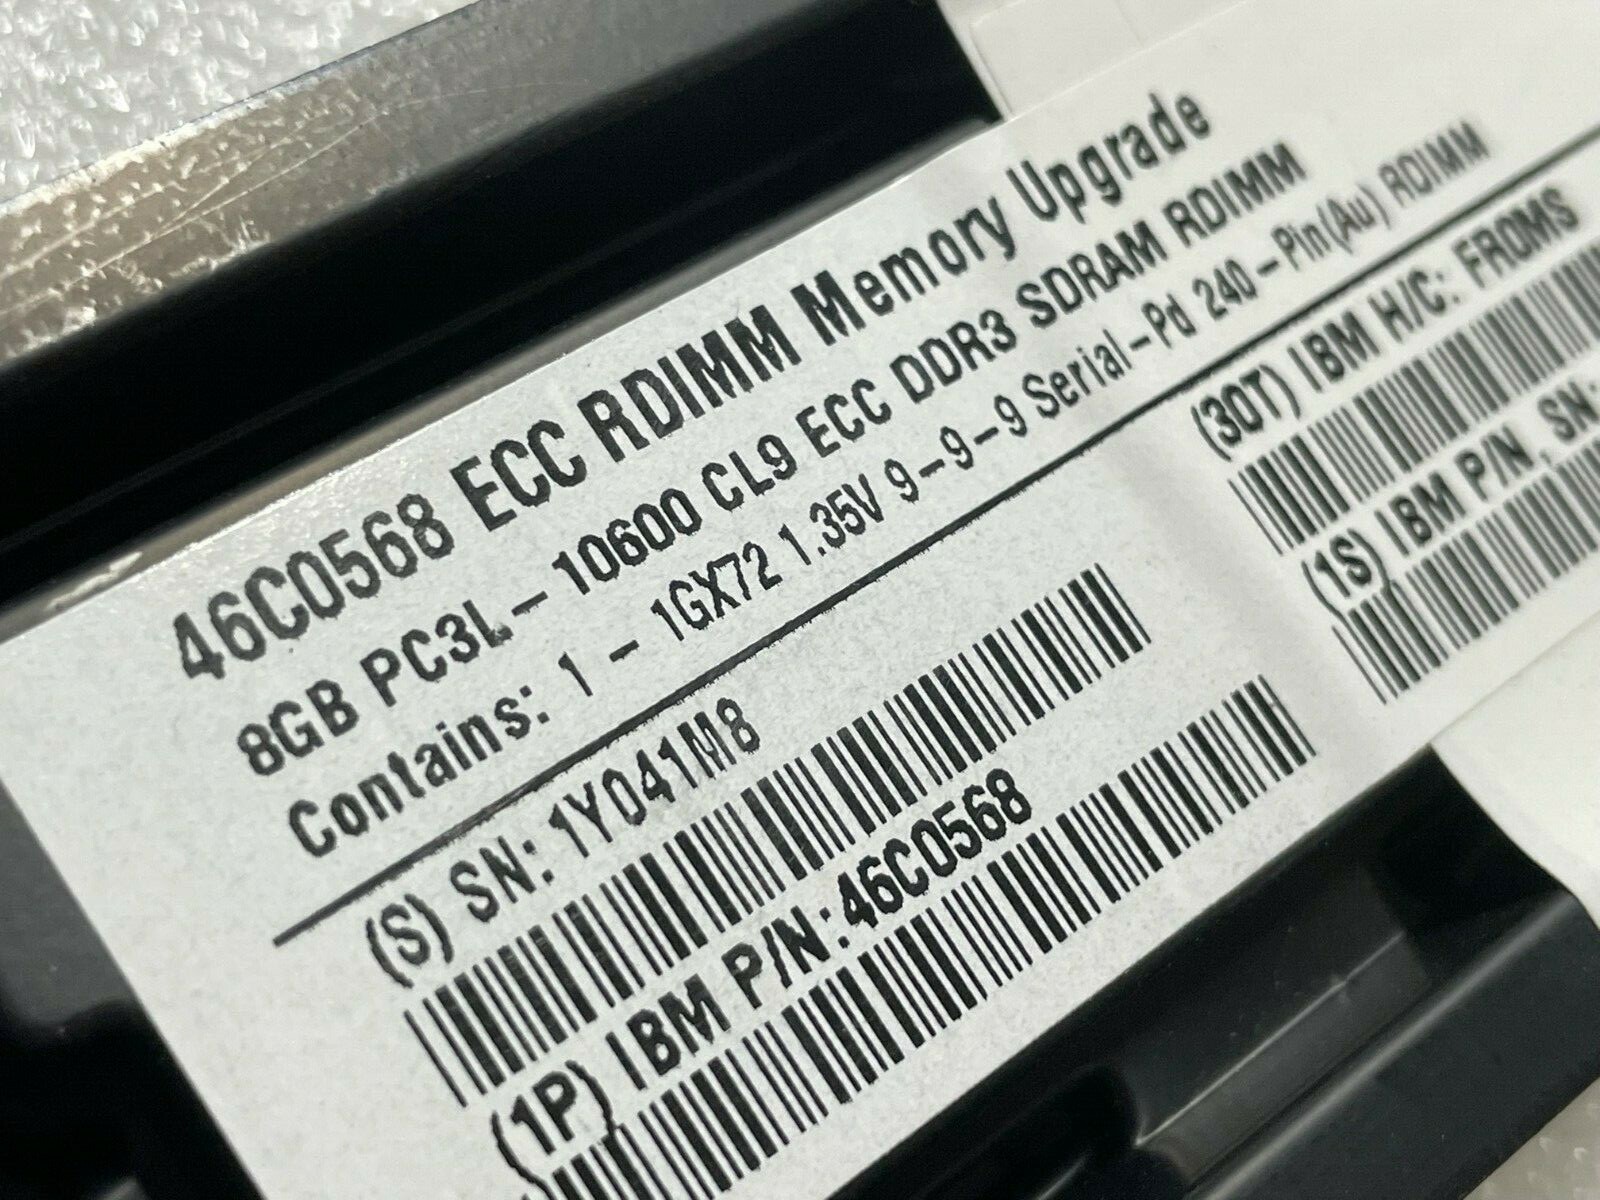 46C0568 ECC RDIMM Memory Upgrade
8GB PC3L-10600 CL9 ECC DDR3 SDRAM RDIMM
Contains: 1 - 1GX72 1.35V 9-9-9 Serial-Pd 240-Pin(Au) RDIMM
(S) SN: 1Y041M8
(1P) IBM P/N: 46C0568
(30T) IBM H/C: FROMS
(1S) IBM P/N, SN: